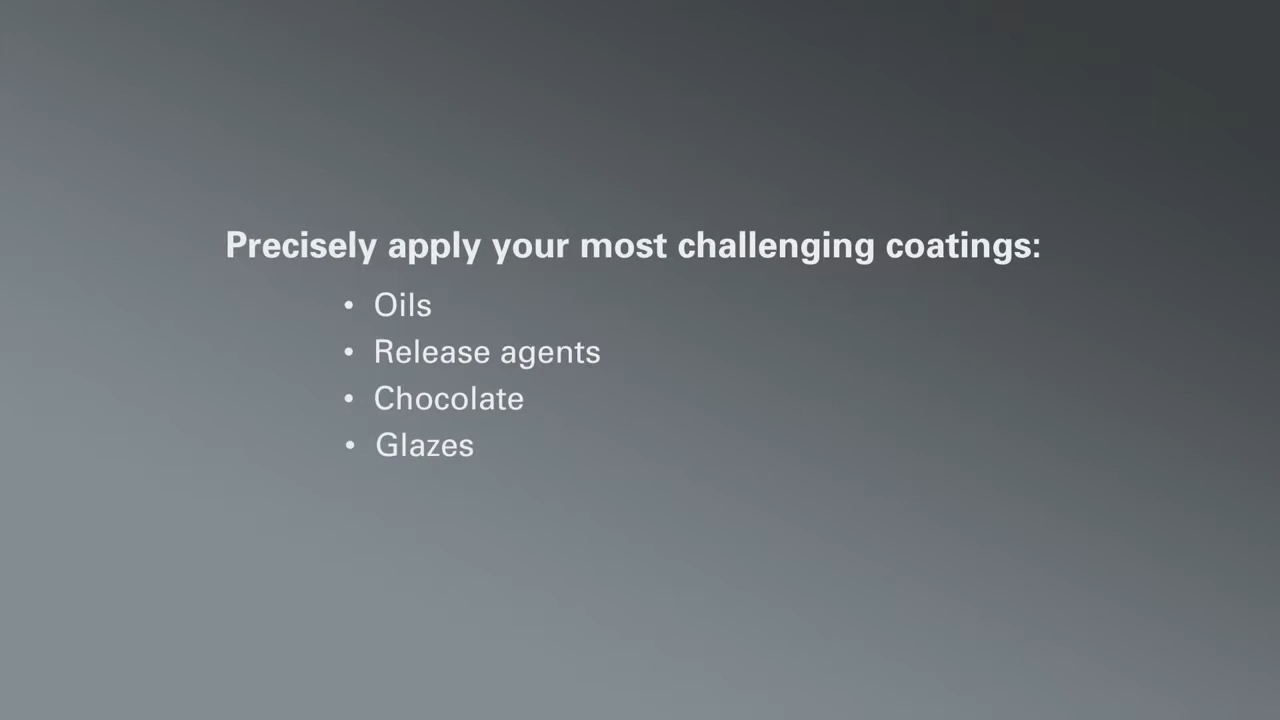 Precisely apply your most challenging coatings:
• Oils
• Release agents
• Chocolate
• Glazes